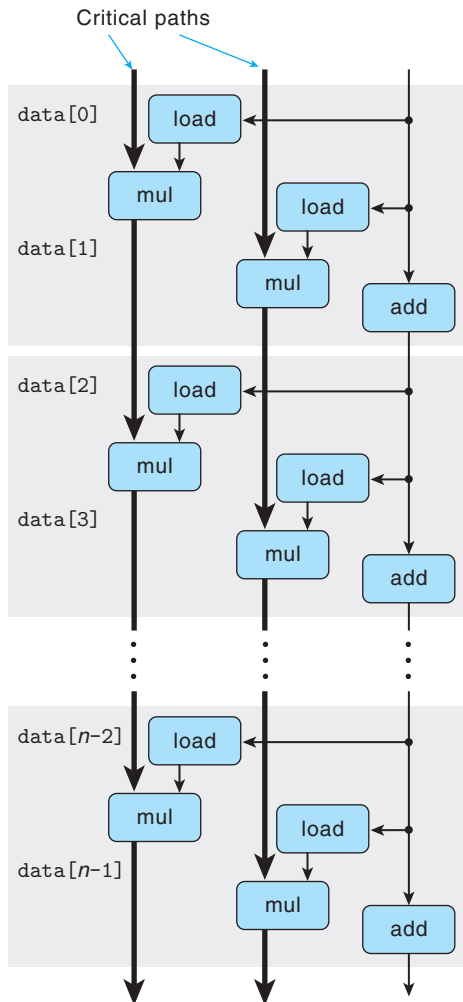 Critical paths
data[0]
load
mul
load
data[1]
mul
add
data[2]
load
mul
load
data[3]
mul
add
data[n-2]
load
mul
load
data[n-1]
mul
add